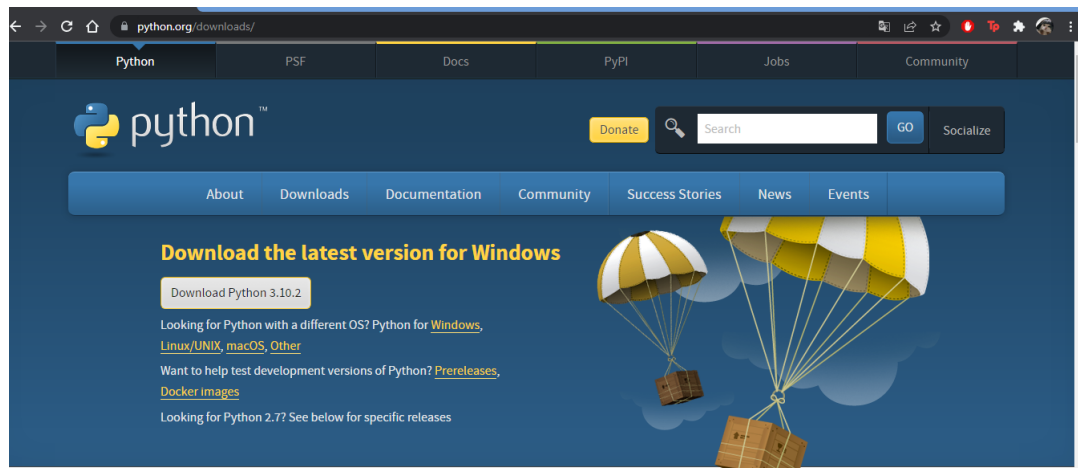 python.org/downloads/
Python PSF Docs PyPI Jobs Community
python™
Donate Search GO Socialize
About Downloads Documentation Community Success Stories News Events
Download the latest version for Windows
Download Python 3.10.2
Looking for Python with a different OS? Python for Windows,
Linux/UNIX, macOS, Other
Want to help test development versions of Python? Prereleases,
Docker images
Looking for Python 2.7? See below for specific releases